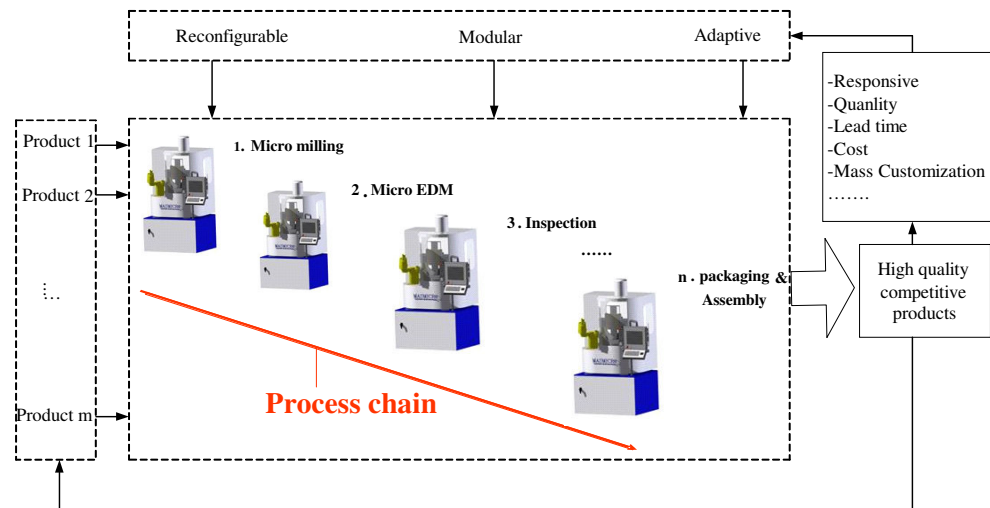 Reconfigurable
Modular
Adaptive
-Responsive
-Quanlity
-Lead time
-Cost
-Mass Customization
…….
Product 1
Product 2
....
Product m
1. Micro milling
2. Micro EDM
3. Inspection
......
n. packaging &
Assembly
Process chain
High quality
competitive
products